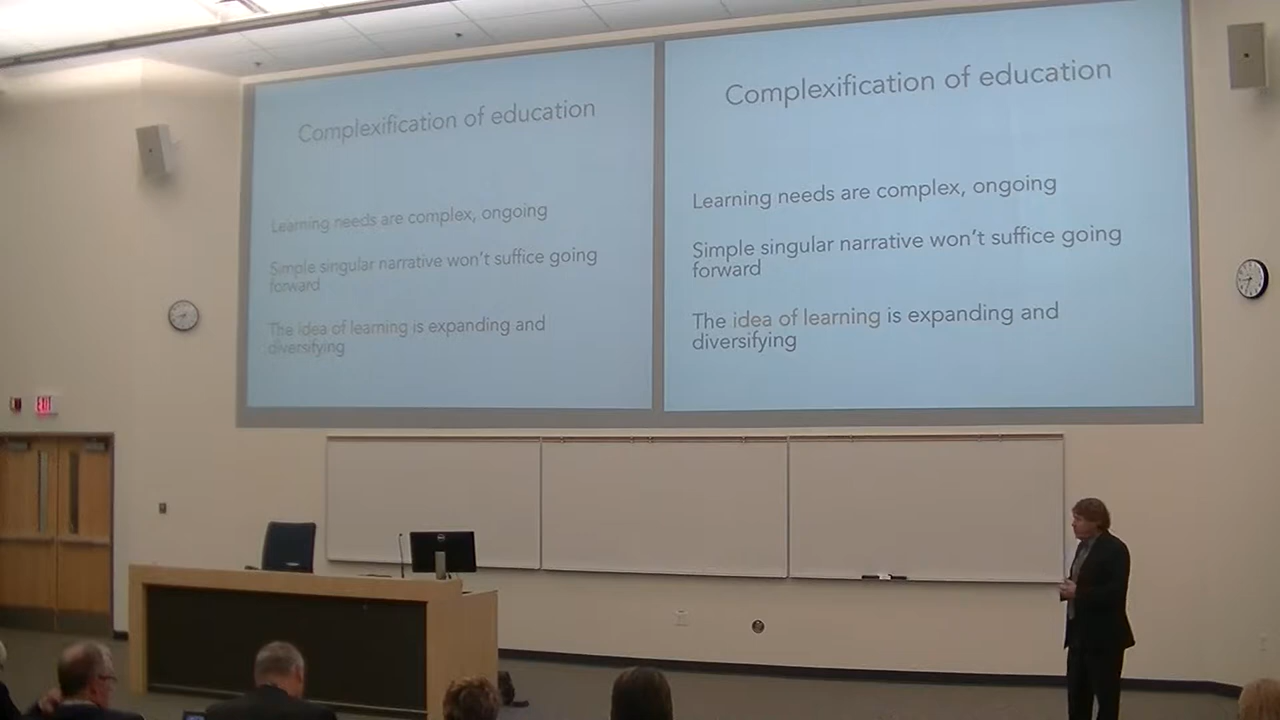 Complexification of education
Learning needs are complex, ongoing
Simple singular narrative won't suffice going
forward
The idea of learning is expanding and
diversifying
Complexification of education
Learning needs are complex, ongoing
Simple singular narrative won't suffice going
forward
The idea of learning is expanding and
diversifying
EXIT